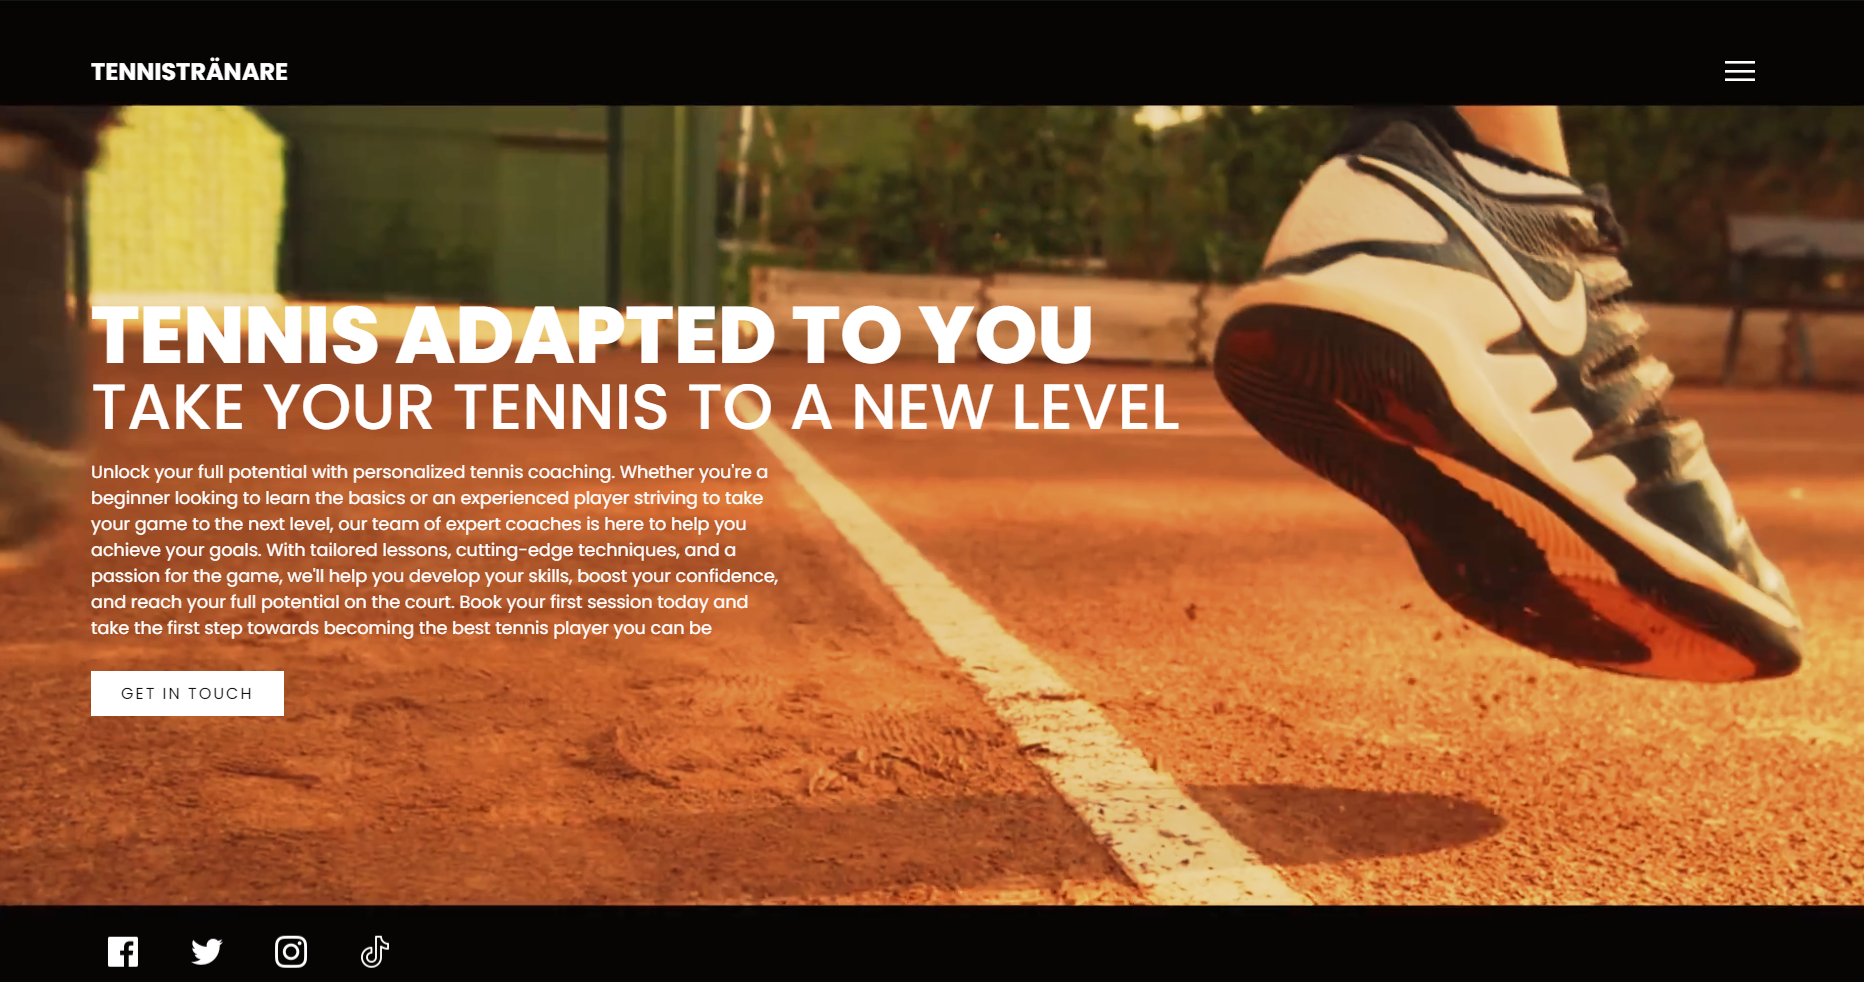 TENNISTRÄNARE
TENNIS ADAPTED TO YOU
TAKE YOUR TENNIS TO A NEW LEVEL
Unlock your full potential with personalized tennis coaching. Whether you're a
beginner looking to learn the basics or an experienced player striving to take
your game to the next level, our team of expert coaches is here to help you
achieve your goals. With tailored lessons, cutting-edge techniques, and a
passion for the game, we'll help you develop your skills, boost your confidence,
and reach your full potential on the court. Book your first session today and
take the first step towards becoming the best tennis player you can be
GET IN TOUCH